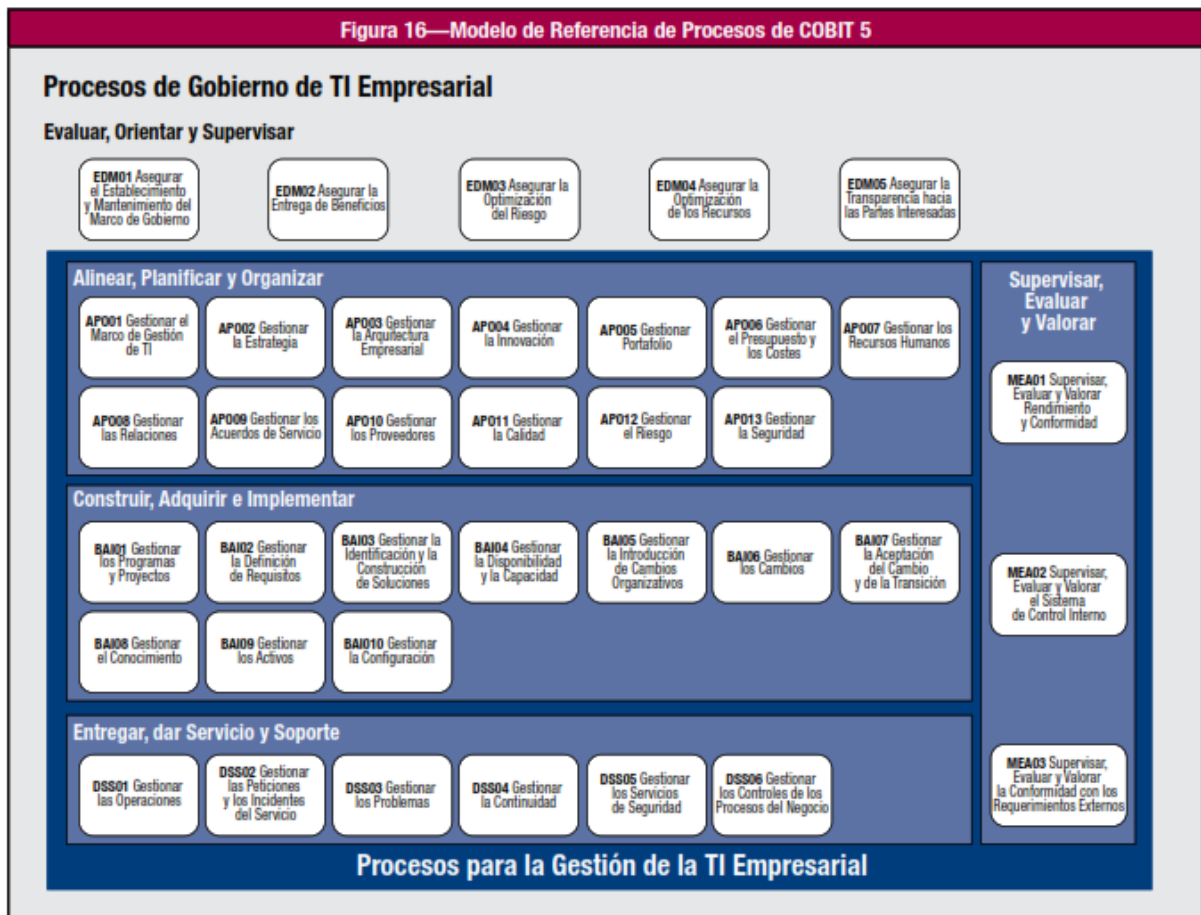 Figura 16—Modelo de Referencia de Procesos de COBIT 5
Procesos de Gobierno de TI Empresarial
Evaluar, Orientar y Supervisar
EDM01 Asegurar
el Establecimiento
y Mantenimiento del
Marco de Gobierno
EDM02 Asegurar la
Entrega de Beneficios
EDM03 Asegurar la
Optimización
del Riesgo
EDM04 Asegurar la
Optimización
de los Recursos
EDM05 Asegurar la
Transparencia hacia
las Partes Interesadas
Alinear, Planificar y Organizar
APO01 Gestionar el
Marco de Gestión
de TI
APO02 Gestionar
la Estrategia
APO03 Gestionar
la Arquitectura
Empresarial
APO04 Gestionar
la Innovación
APO05 Gestionar
Portafolio
APO06 Gestionar
el Presupuesto y
los Costes
APO07 Gestionar los
Recursos Humanos
APO08 Gestionar
las Relaciones
APO09 Gestionar los
Acuerdos de Servicio
APO10 Gestionar
los Proveedores
APO11 Gestionar
la Calidad
APO12 Gestionar
el Riesgo
APO13 Gestionar
la Seguridad
Construir, Adquirir e Implementar
BAI01 Gestionar
los Programas
y Proyectos
BAI02 Gestionar
la Definición
de Requisitos
BAI03 Gestionar la
Identificación y la
Construcción
de Soluciones
BAI04 Gestionar
la Disponibilidad
y la Capacidad
BAI05 Gestionar
la Introducción
de Cambios
Organizativos
BAI06 Gestionar
los Cambios
BAI07 Gestionar
la Aceptación
del Cambio
y de la Transición
BAI08 Gestionar
el Conocimiento
BAI09 Gestionar
los Activos
BAI010 Gestionar
la Configuración
Entregar, dar Servicio y Soporte
DSS01 Gestionar
las Operaciones
DSS02 Gestionar
las Peticiones
y los Incidentes
del Servicio
DSS03 Gestionar
los Problemas
DSS04 Gestionar
la Continuidad
DSS05 Gestionar
los Servicios
de Seguridad
DSS06 Gestionar
los Controles de los
Procesos del Negocio
Supervisar,
Evaluar
y Valorar
MEA01 Supervisar,
Evaluar y Valorar
Rendimiento
y Conformidad
MEA02 Supervisar,
Evaluar y Valorar
el Sistema
de Control Interno
MEA03 Supervisar,
Evaluar y Valorar
la Conformidad con los
Requerimientos Externos
Procesos para la Gestión de la TI Empresarial